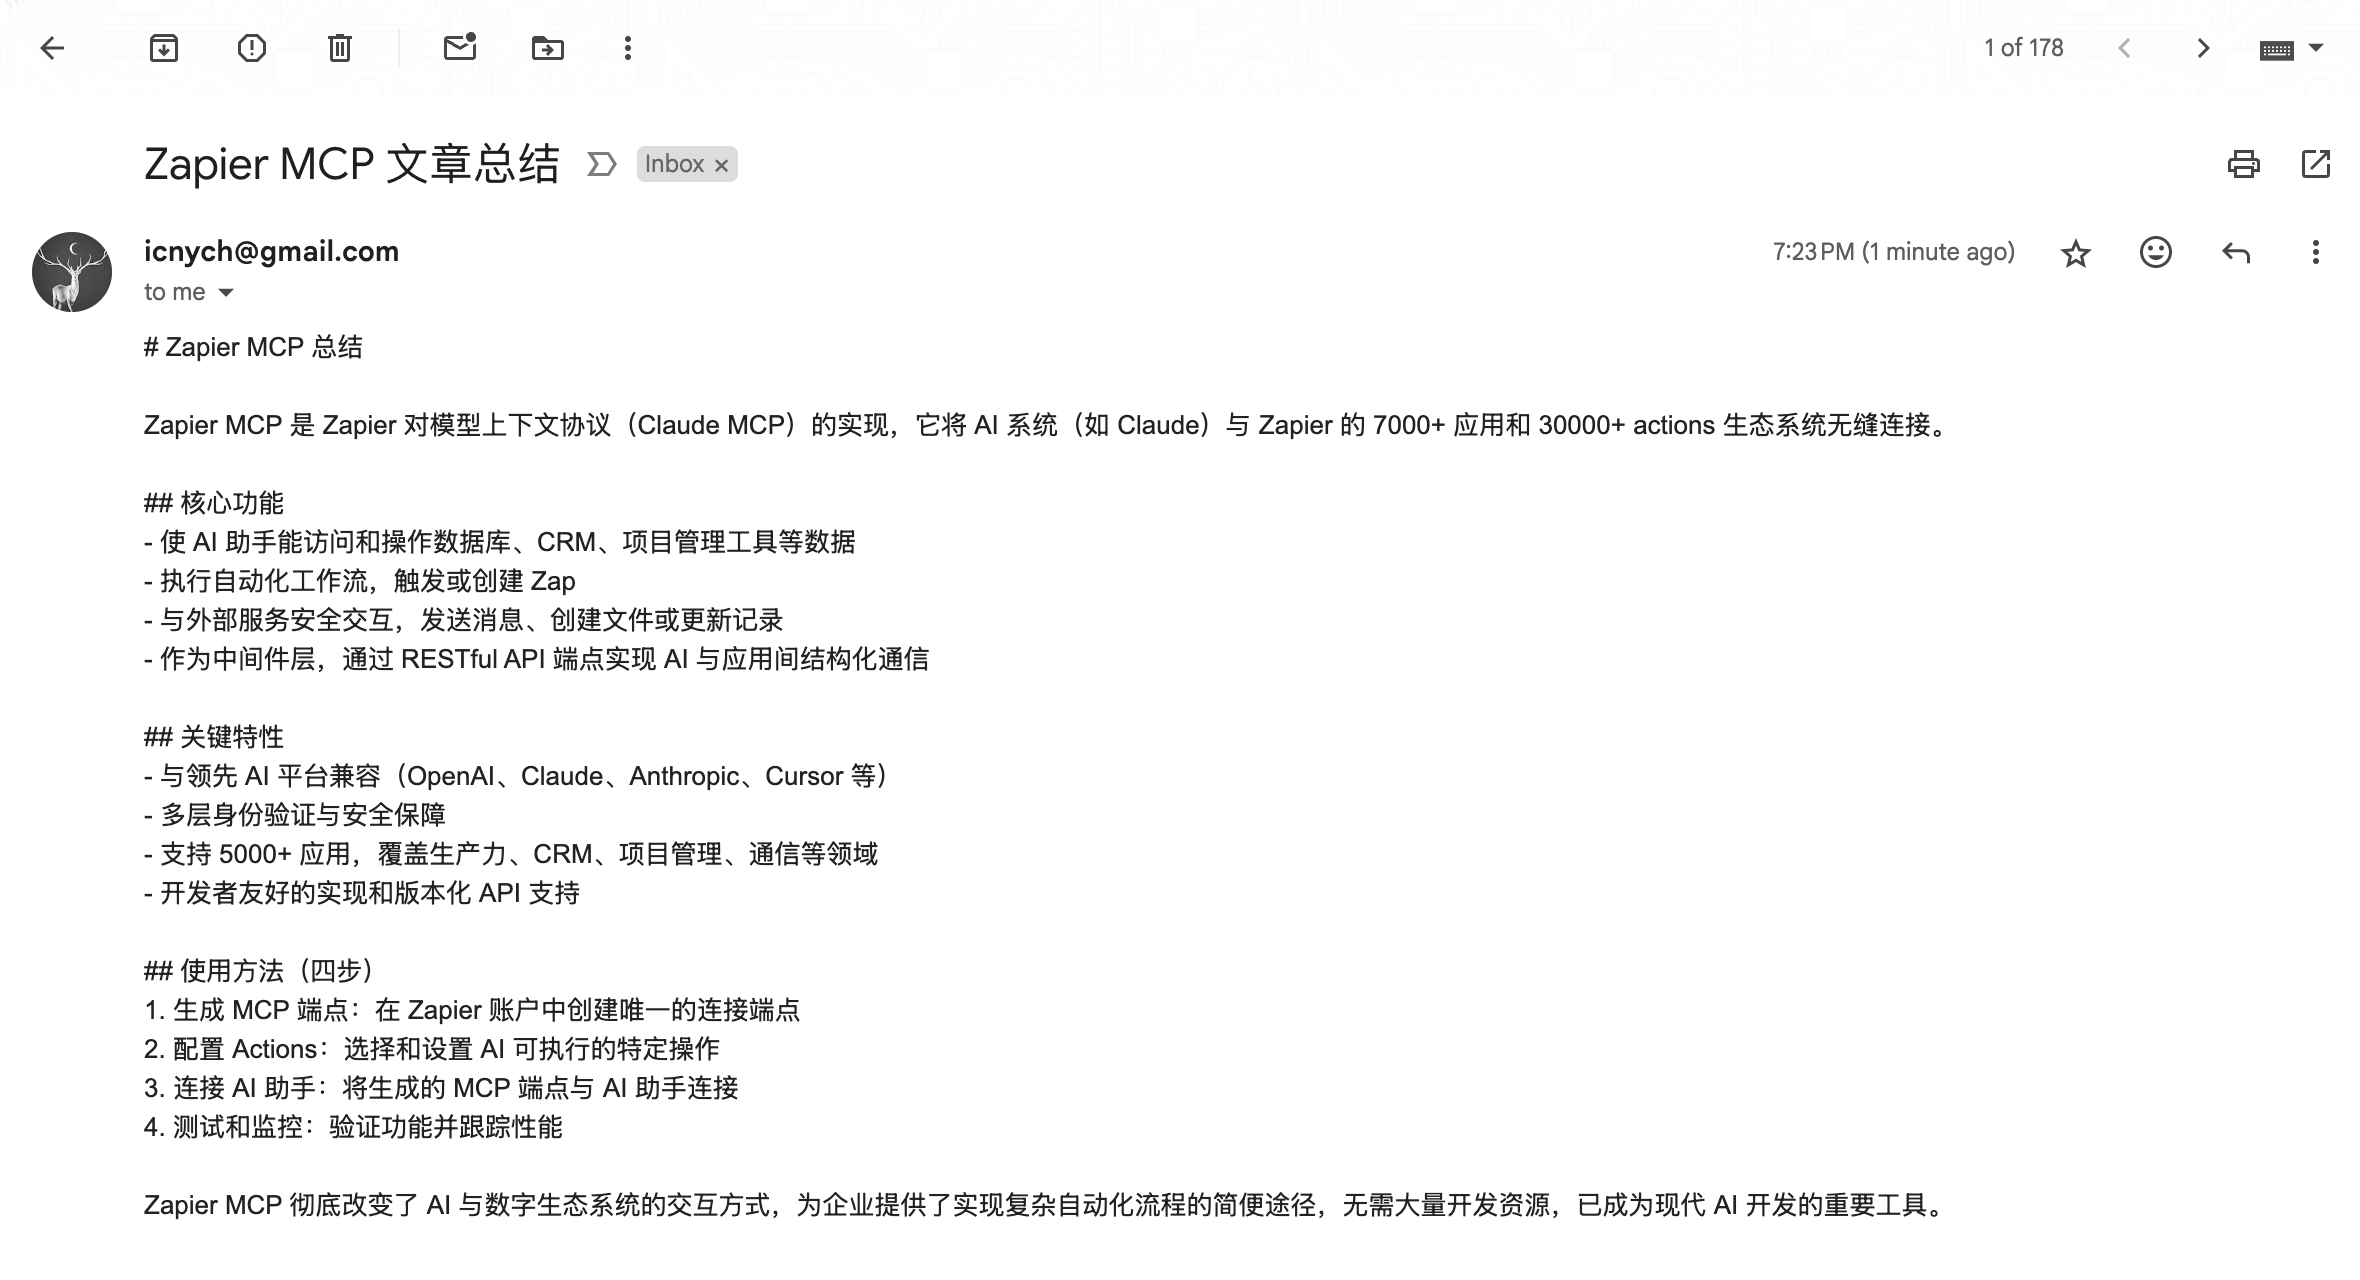 1 of 178
Zapier MCP 文章总结
Inbox ×
icnych@gmail.com
7:23 PM (1 minute ago)
to me
# Zapier MCP 总结
Zapier MCP 是 Zapier 对模型上下文协议（Claude MCP）的实现，它将 AI 系统（如 Claude）与 Zapier 的 7000+ 应用和 30000+ actions 生态系统无缝连接。
## 核心功能
- 使 AI 助手能访问和操作数据库、CRM、项目管理工具等数据
- 执行自动化工作流，触发或创建 Zap
- 与外部服务安全交互，发送消息、创建文件或更新记录
- 作为中间件层，通过 RESTful API 端点实现 AI 与应用间结构化通信
## 关键特性
- 与领先 AI 平台兼容（OpenAI、Claude、Anthropic、Cursor 等）
- 多层身份验证与安全保障
- 支持 5000+ 应用，覆盖生产力、CRM、项目管理、通信等领域
- 开发者友好的实现和版本化 API 支持
## 使用方法（四步）
1. 生成 MCP 端点：在 Zapier 账户中创建唯一的连接端点
2. 配置 Actions：选择和设置 AI 可执行的特定操作
3. 连接 AI 助手：将生成的 MCP 端点与 AI 助手连接
4. 测试和监控：验证功能并跟踪性能
Zapier MCP 彻底改变了 AI 与数字生态系统的交互方式，为企业提供了实现复杂自动化流程的简便途径，无需大量开发资源，已成为现代 AI 开发的重要工具。